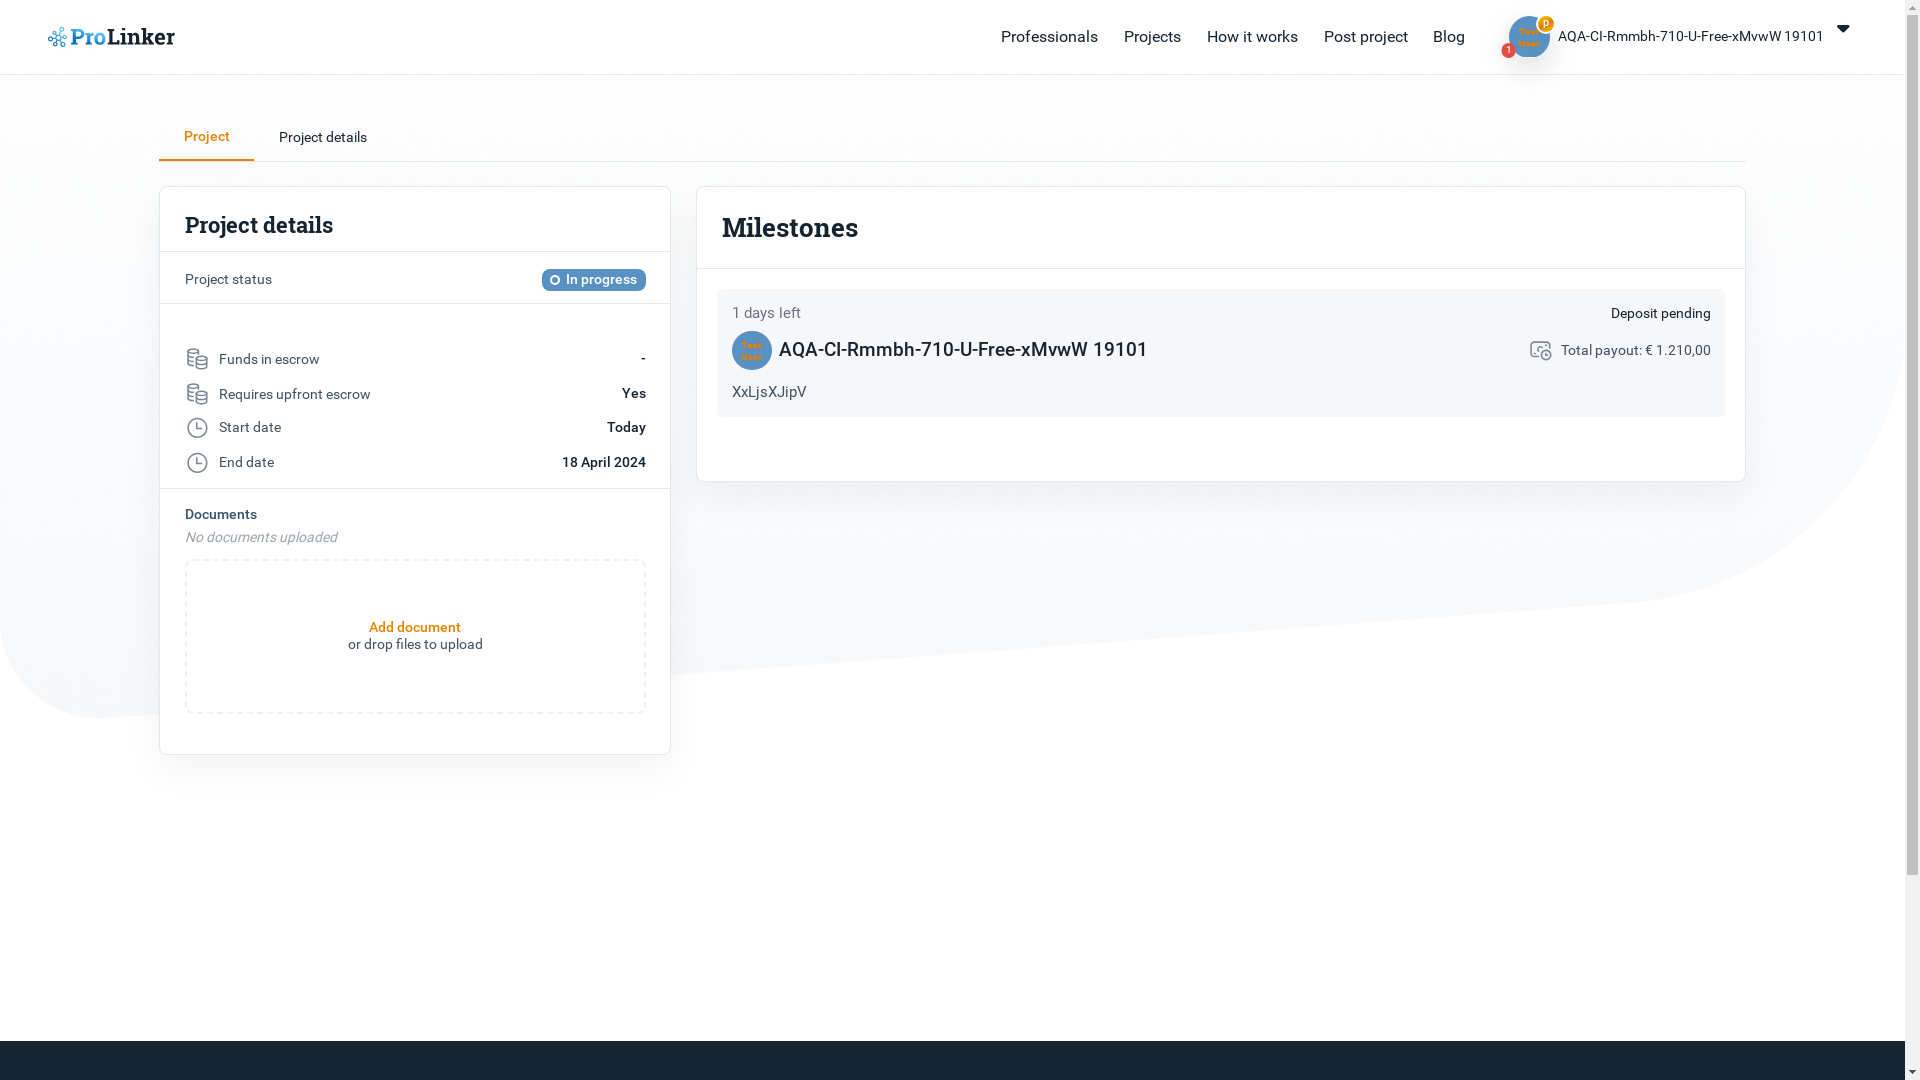 ProLinker
Professionals
Projects
How it works
Post project
Blog
P
1
AQA-CI-Rmmbh-710-U-Free-xMvwW 19101
Project
Project details
Project details
Project status
In progress
Funds in escrow
-
Requires upfront escrow
Yes
Start date
Today
End date
18 April 2024
Documents
No documents uploaded
Add document
or drop files to upload
Milestones
1 days left
Deposit pending
Test
User
AQA-CI-Rmmbh-710-U-Free-xMvwW 19101
Total payout: € 1.210,00
XxLjsXJipV